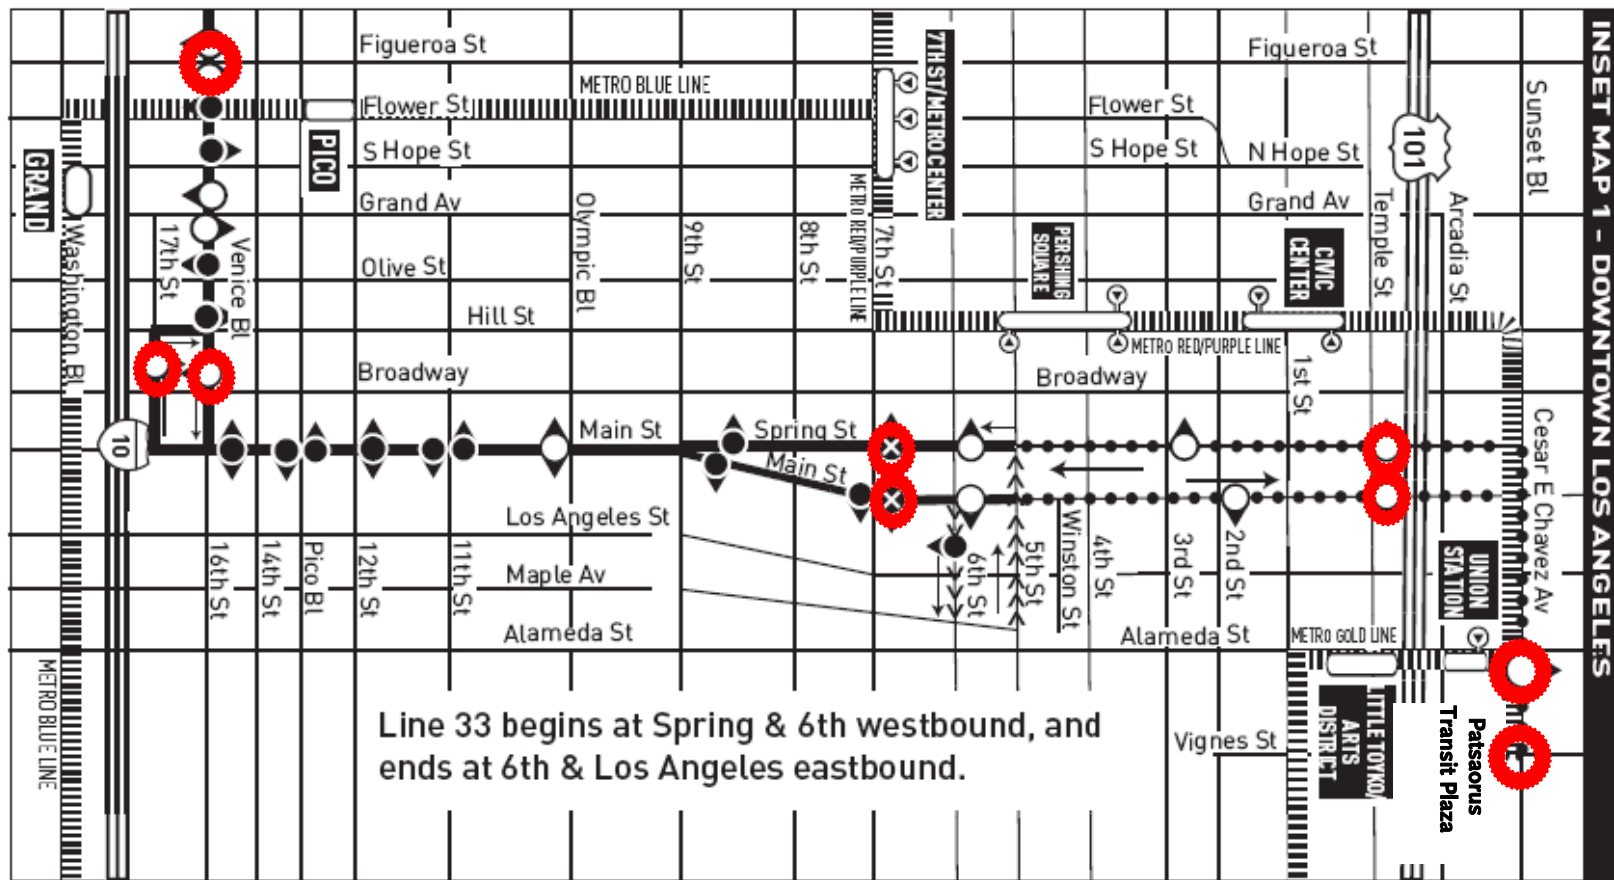 INSET MAP 1 - DOWNTOWN LOS ANGELES
Figueroa St
Figueroa St
METRO BLUE LINE
Flower St
Flower St
S Hope St
S Hope St
N Hope St
Grand Av
Grand Av
Olive St
Hill St
Broadway
Broadway
Main St
Spring St
Main St
Los Angeles St
Maple Av
Alameda St
Alameda St
Vignes St
GRAND
PICO
7TH ST/METRO CENTER
PERSHING
SQUARE
CIVIC
CENTER
UNION
STATION
LITTLE TOYKO/
ARTS
DISTRICT
Patsaorus
Transit Plaza
METRO RED/PURPLE LINE
METRO RED/PURPLE LINE
METRO GOLD LINE
METRO BLUE LINE
Washington Bl
17th St
Venice Bl
Olympic Bl
9th St
8th St
7th St
1st St
Temple St
101
Arcadia St
Sunset Bl
Cesar E Chavez Av
10
16th St
14th St
Pico Bl
12th St
11th St
6th St
5th St
Winston St
4th St
3rd St
2nd St
Line 33 begins at Spring & 6th westbound, and
ends at 6th & Los Angeles eastbound.